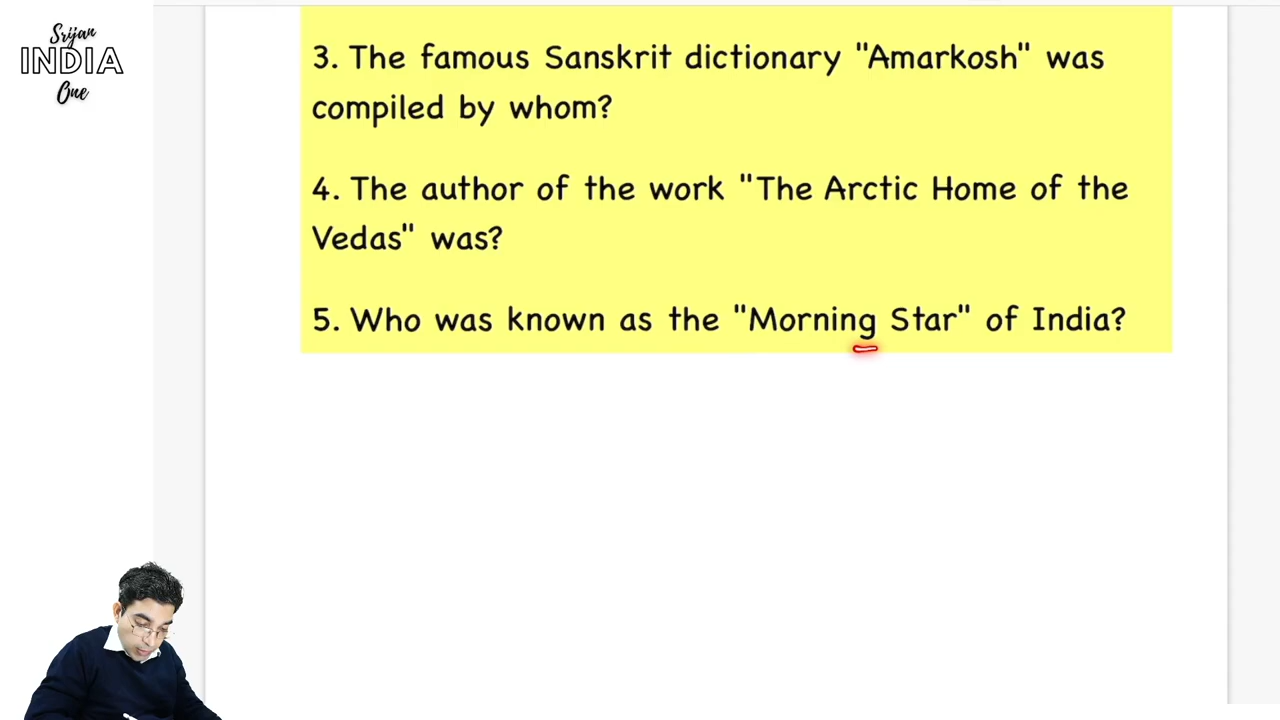 Srijan
INDIA
One
3. The famous Sanskrit dictionary "Amarkosh" was
compiled by whom?
4. The author of the work "The Arctic Home of the
Vedas" was?
5. Who was known as the "Morning Star" of India?